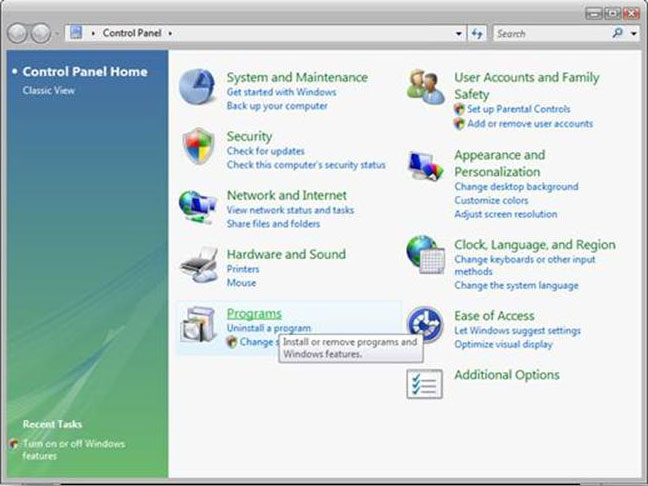 Control Panel
Search
Control Panel Home
Classic View
System and Maintenance
Get started with Windows
Back up your computer
Security
Check for updates
Check this computer's security status
Network and Internet
View network status and tasks
Share files and folders
Hardware and Sound
Printers
Mouse
Programs
Uninstall a program
Change s
Install or remove programs and
Windows features.
User Accounts and Family
Safety
Set up Parental Controls
Add or remove user accounts
Appearance and
Personalization
Change desktop background
Customize colors
Adjust screen resolution
Clock, Language, and Region
Change keyboards or other input
methods
Change the system language
Ease of Access
Let Windows suggest settings
Optimize visual display
Additional Options
Recent Tasks
Turn on or off Windows
features